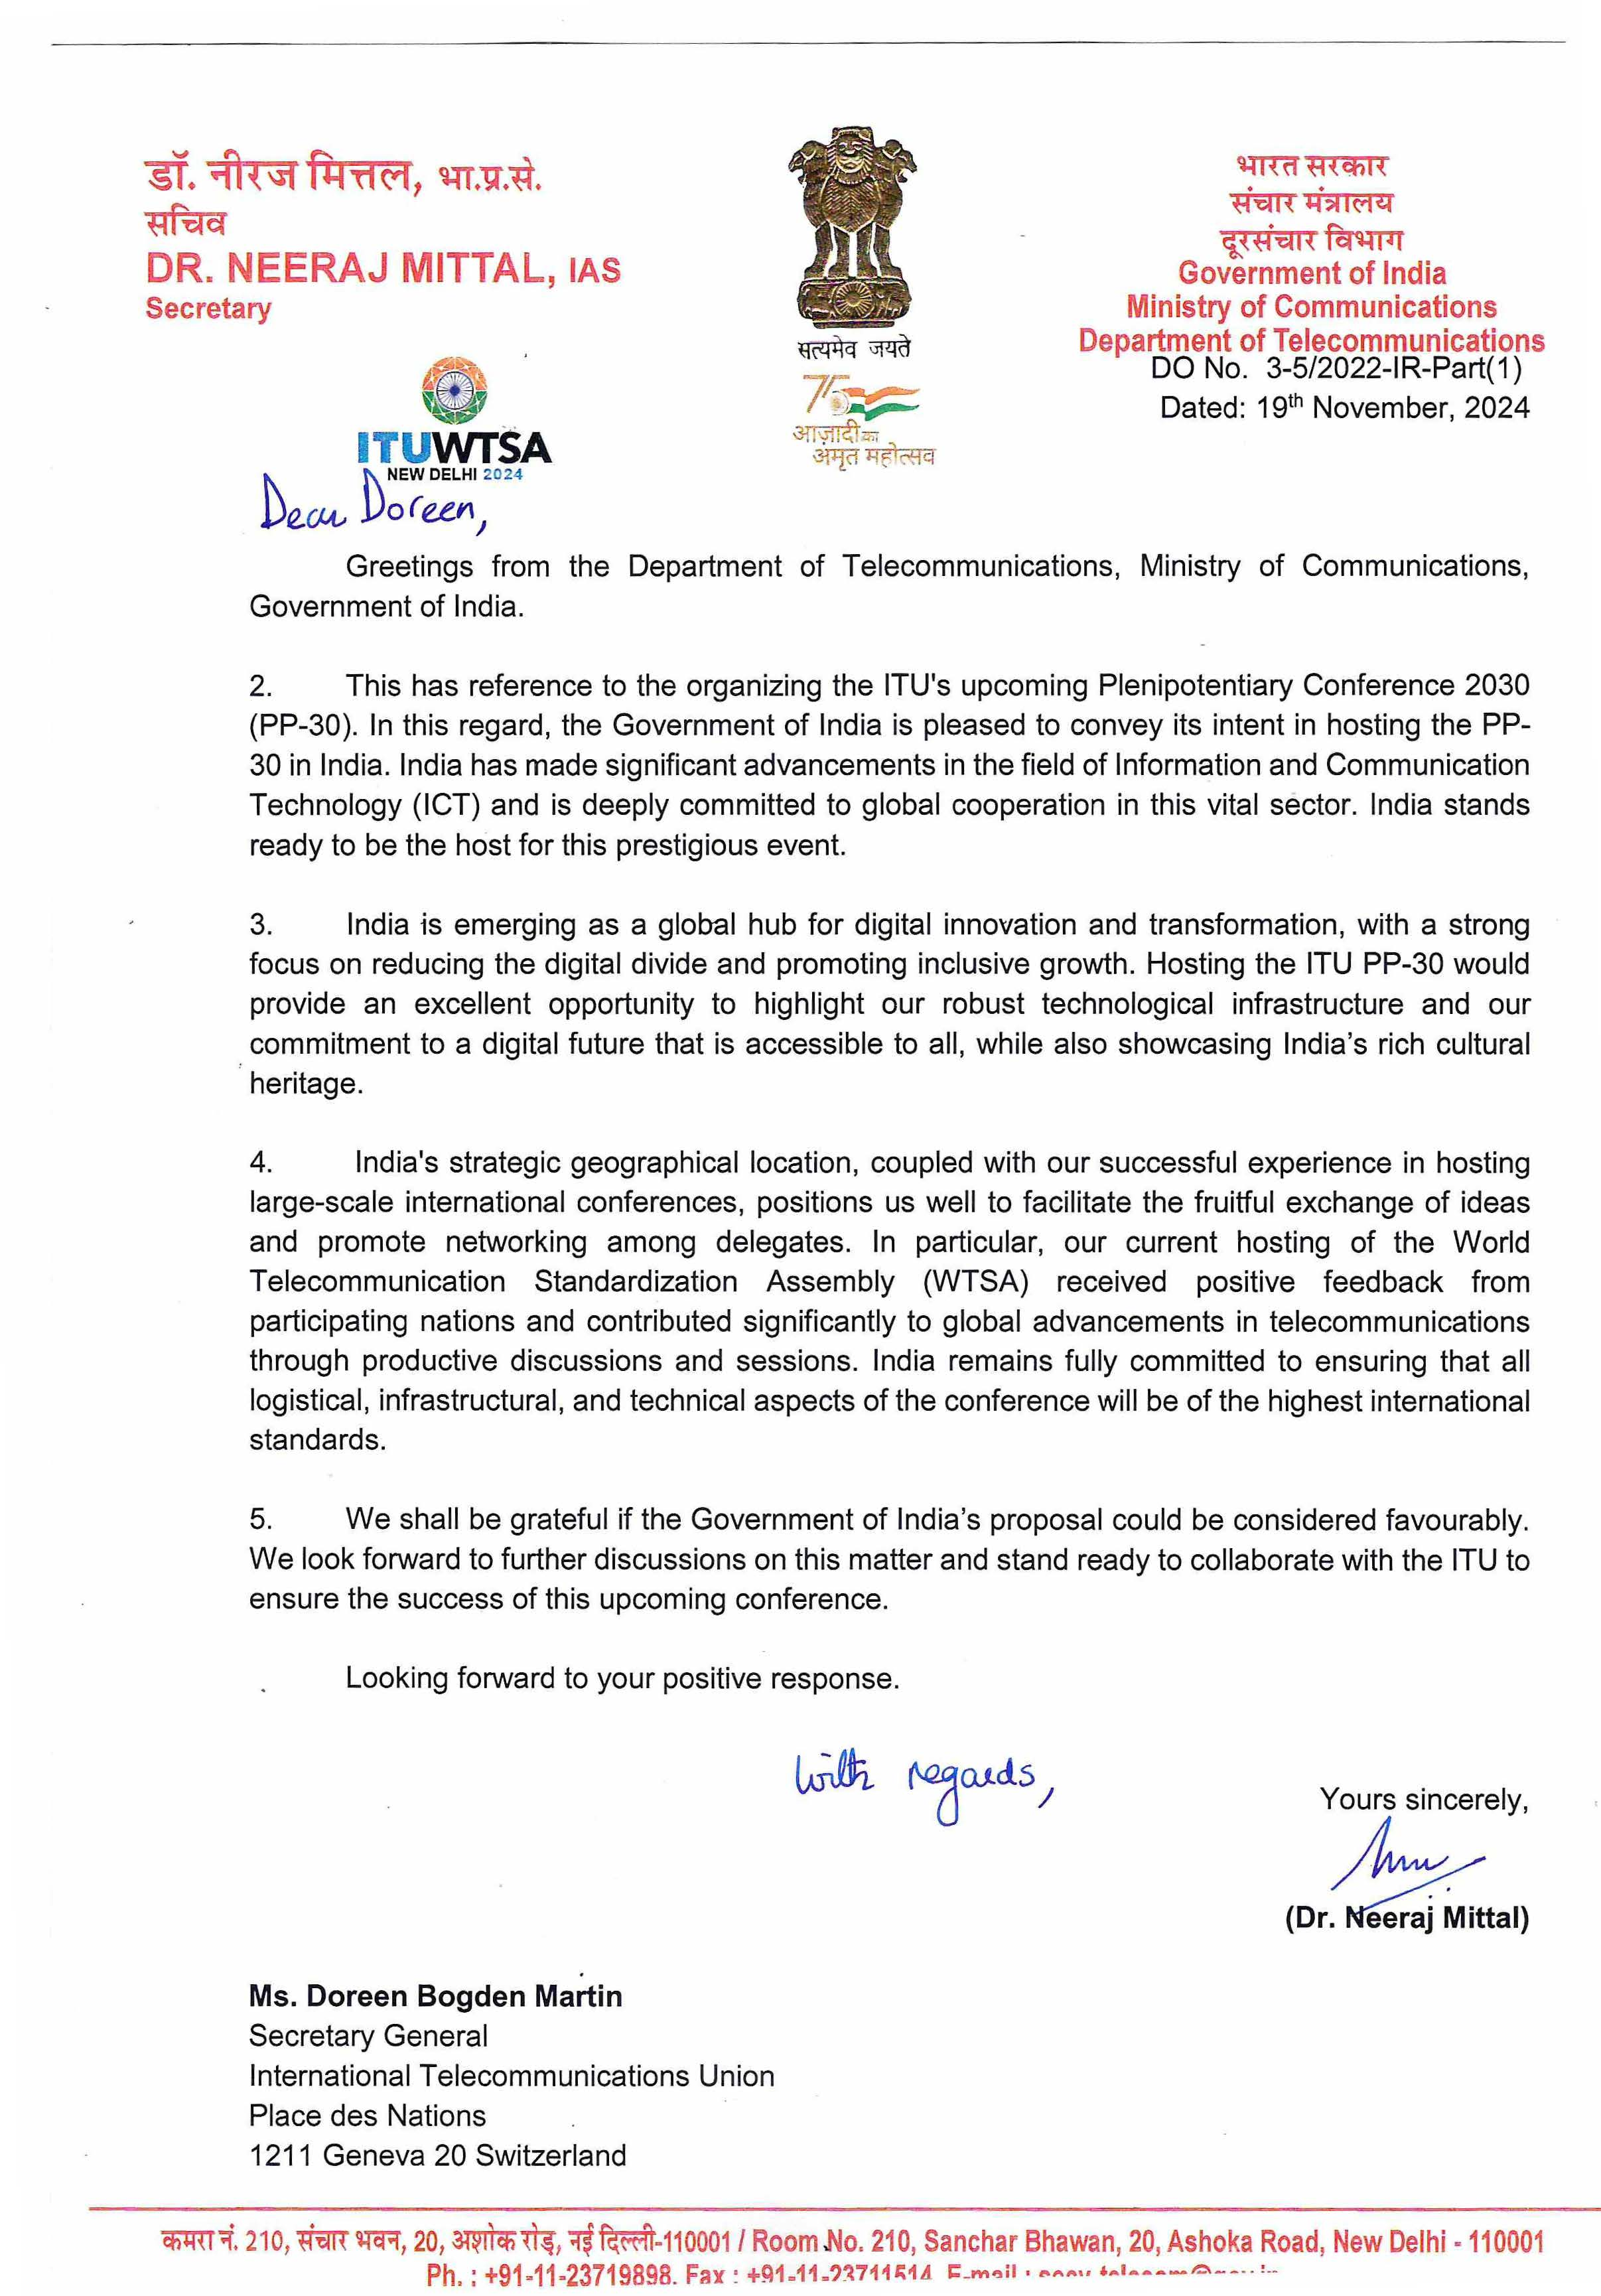 डॉ. नीरज मित्तल, भा.प्र.से.
सचिव
DR. NEERAJ MITTAL, IAS
Secretary
सत्यमेव जयते
75
आज़ादी का
अमृत महोत्सव
भारत सरकार
संचार मंत्रालय
दूरसंचार विभाग
Government of India
Ministry of Communications
Department of Telecommunications
DO No. 3-5/2022-IR-Part(1)
Dated: 19th November, 2024
ITUWTSA
NEW DELHI 2024
Dear Doreen,
Greetings from the Department of Telecommunications, Ministry of Communications,
Government of India.
2. This has reference to the organizing the ITU's upcoming Plenipotentiary Conference 2030
(PP-30). In this regard, the Government of India is pleased to convey its intent in hosting the PP-
30 in India. India has made significant advancements in the field of Information and Communication
Technology (ICT) and is deeply committed to global cooperation in this vital sector. India stands
ready to be the host for this prestigious event.
3. India is emerging as a global hub for digital innovation and transformation, with a strong
focus on reducing the digital divide and promoting inclusive growth. Hosting the ITU PP-30 would
provide an excellent opportunity to highlight our robust technological infrastructure and our
commitment to a digital future that is accessible to all, while also showcasing India’s rich cultural
heritage.
4. India's strategic geographical location, coupled with our successful experience in hosting
large-scale international conferences, positions us well to facilitate the fruitful exchange of ideas
and promote networking among delegates. In particular, our current hosting of the World
Telecommunication Standardization Assembly (WTSA) received positive feedback from
participating nations and contributed significantly to global advancements in telecommunications
through productive discussions and sessions. India remains fully committed to ensuring that all
logistical, infrastructural, and technical aspects of the conference will be of the highest international
standards.
5. We shall be grateful if the Government of India’s proposal could be considered favourably.
We look forward to further discussions on this matter and stand ready to collaborate with the ITU to
ensure the success of this upcoming conference.
Looking forward to your positive response.
With regards,
Yours sincerely,
(Dr. Neeraj Mittal)
Ms. Doreen Bogden Martin
Secretary General
International Telecommunications Union
Place des Nations
1211 Geneva 20 Switzerland
कमरा नं. 210, संचार भवन, 20, अशोक रोड़, नई दिल्ली-110001 / Room No. 210, Sanchar Bhawan, 20, Ashoka Road, New Delhi - 110001
Ph. : +91-11-23719898. Fax : +91-11-23711514 E-mail :